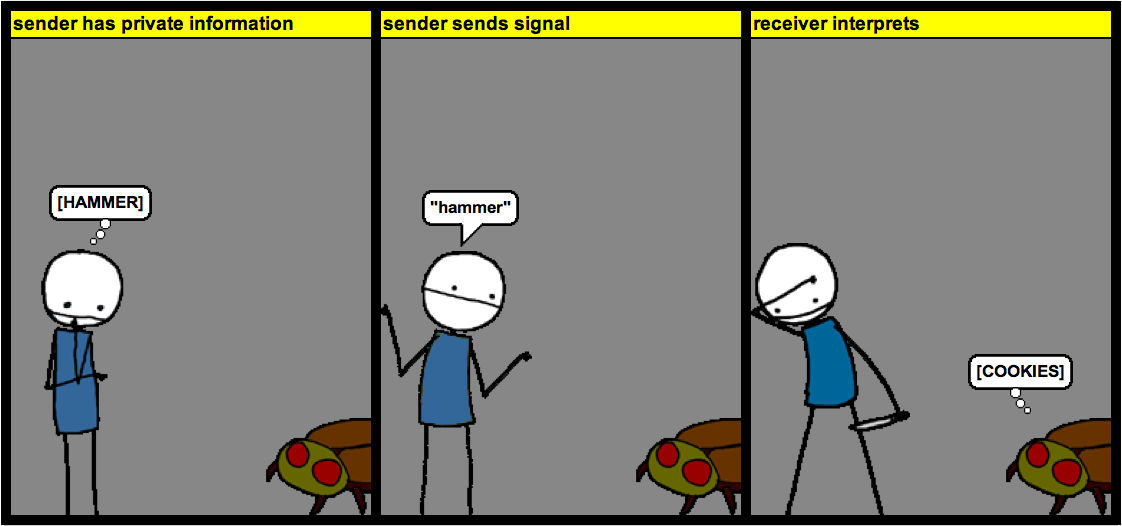 sender has private information
[HAMMER]
sender sends signal
"hammer"
receiver interprets
[COOKIES]